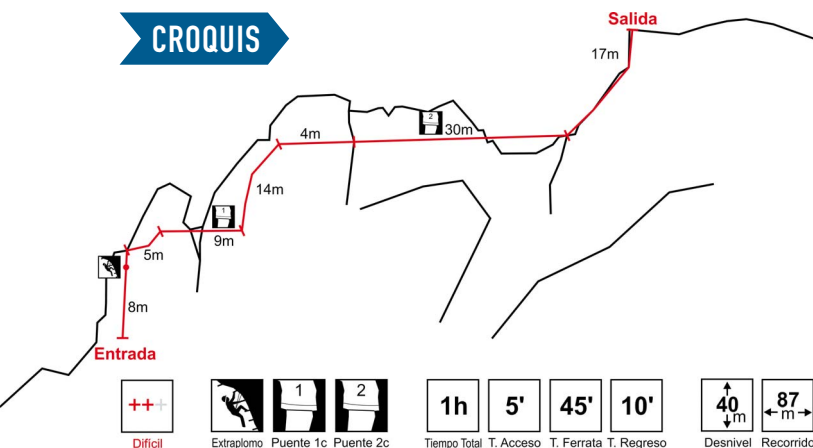 CROQUIS
Salida
17m
2
30m
4m
14m
1
9m
5m
8m
Entrada
+++
Difícil
Extraplomo
1
Puente 1c
2
Puente 2c
1h
Tiempo Total
5'
T. Acceso
45'
T. Ferrata
10'
T. Regreso
40 m
Desnivel
87 m
Recorrido